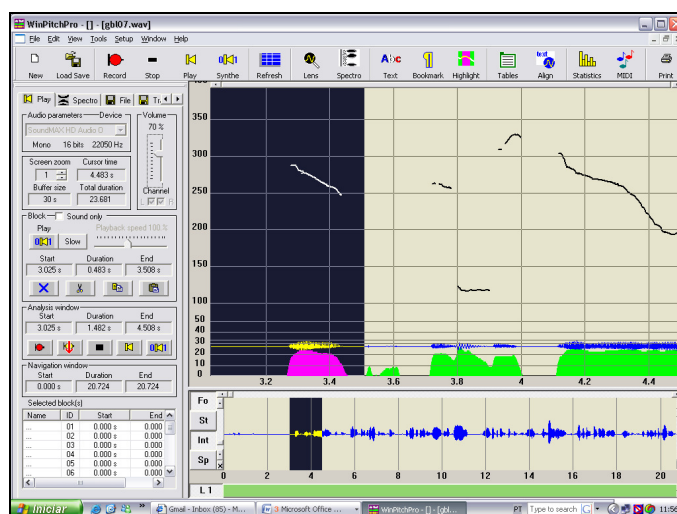 WinPitchPro - [] - [gbl07.wav]
File Edit View Tools Setup Window Help
New Load Save Record Stop Play Synthe Refresh Lens Spectro Text Bookmark Highlight Tables Align Statistics MIDI Print
Play Spectro File
Audio parameters Device
SoundMAX HD Audio O
Mono 16 bits 22050 Hz
Volume
70 %
Channel
L R
Screen zoom Cursor time
1 4.483 s
Buffer size Total duration
30 s 23.681
Block Sound only
Play Playback speed 100 %
Slow
Start Duration End
3.025 s 0.483 s 3.508 s
Analysis window
Start Duration End
3.025 s 1.482 s 4.508 s
Navigation window
Start Duration End
0.000 s 20.724 20.724
Selected block(s)
Name ID Start End
... 01 0.000 s 0.000
... 02 0.000 s 0.000
... 03 0.000 s 0.000
... 04 0.000 s 0.000
... 05 0.000 s 0.000
... 06 0.000 s 0.000
350
300
250
200
150
100
50
40
30
20
10
0
3.2 3.4 3.6 3.8 4 4.2 4.4
Fo
St
Int
Sp
0 2 4 6 8 10 12 14 16 18 20
L 1
Iniciar
Gmail - Inbox (85) - M...
3 Microsoft Office ...
WinPitchPro - [] - [gbl...
PT
Type to search
11:56